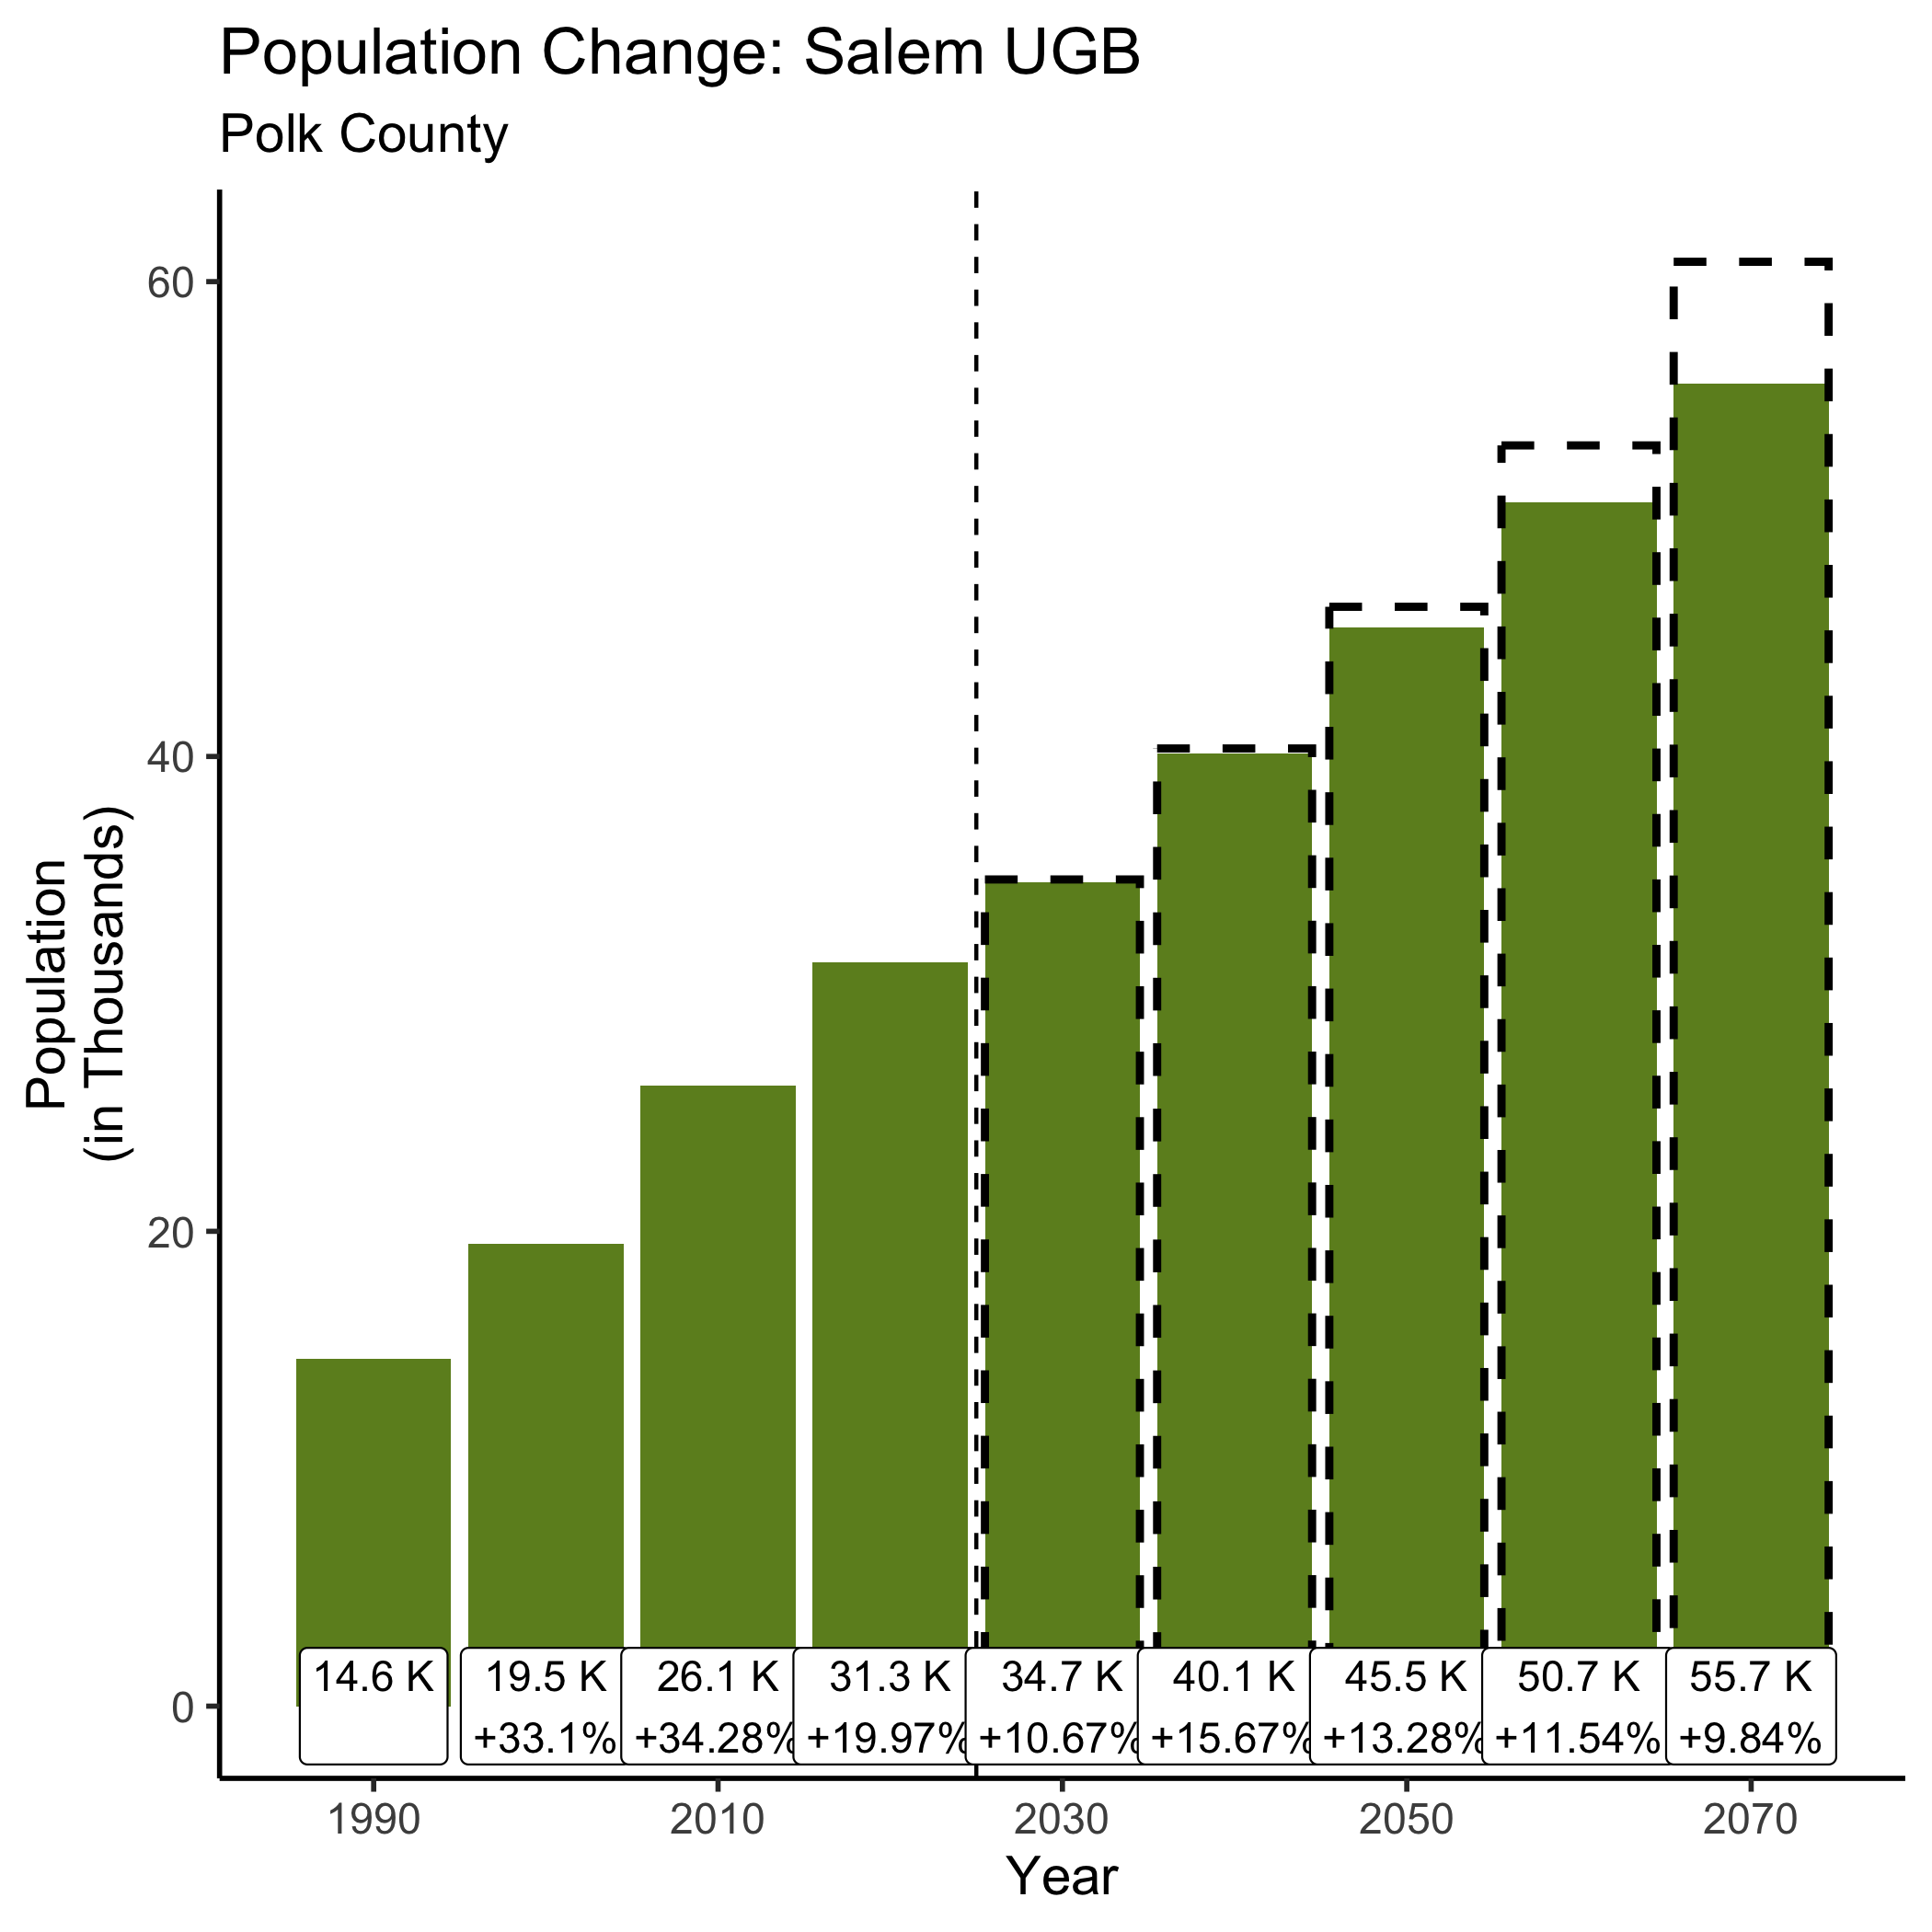 Population Change: Salem UGB
Polk County
Population
(in Thousands)
60
40
20
0
14.6 K
19.5 K
+33.1%
26.1 K
+34.28%
31.3 K
+19.97%
34.7 K
+10.67%
40.1 K
+15.67%
45.5 K
+13.28%
50.7 K
+11.54%
55.7 K
+9.84%
1990
2010
2030
2050
2070
Year